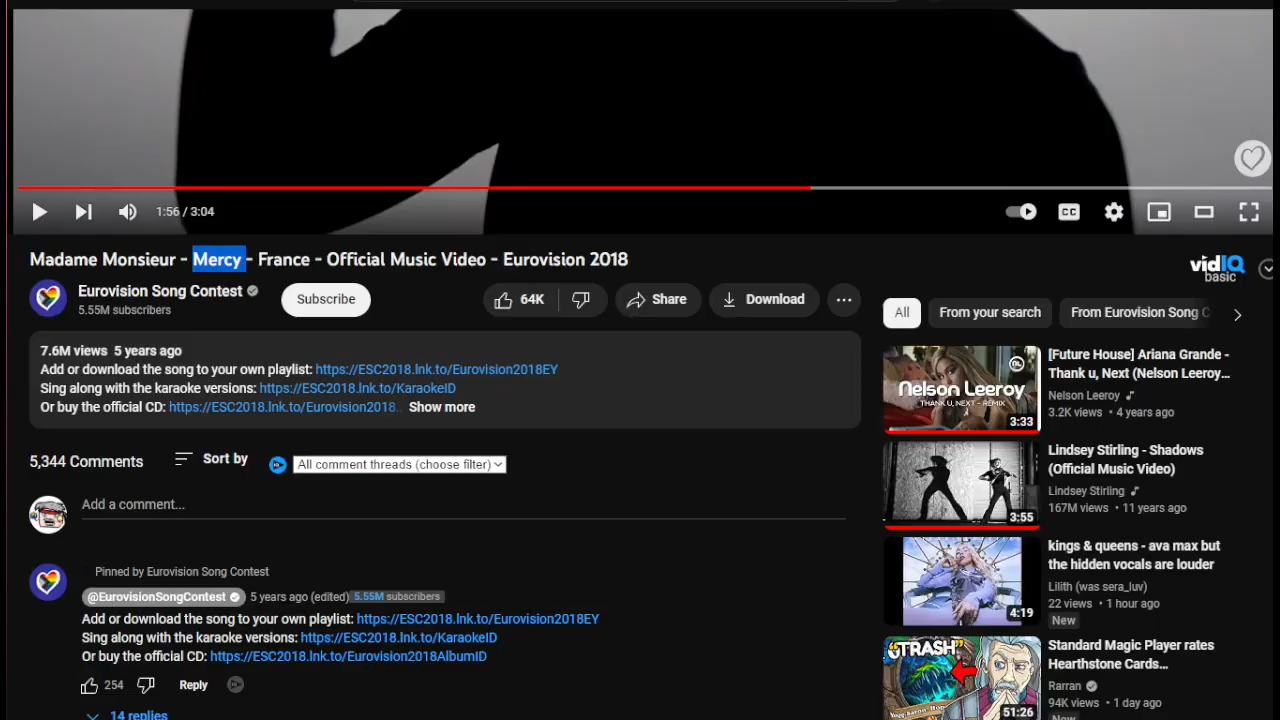 1:56 / 3:04
CC
Madame Monsieur - Mercy - France - Official Music Video - Eurovision 2018
vidIQ
basic
Eurovision Song Contest
5.55M subscribers
Subscribe
64K
Share
Download
7.6M views 5 years ago
Add or download the song to your own playlist: https://ESC2018.lnk.to/Eurovision2018EY
Sing along with the karaoke versions: https://ESC2018.lnk.to/KaraokeID
Or buy the official CD: https://ESC2018.lnk.to/Eurovision2018.. Show more
5,344 Comments
Sort by
All comment threads (choose filter)
Add a comment...
Pinned by Eurovision Song Contest
@EurovisionSongContest 5 years ago (edited) 5.55M subscribers
Add or download the song to your own playlist: https://ESC2018.lnk.to/Eurovision2018EY
Sing along with the karaoke versions: https://ESC2018.lnk.to/KaraokeID
Or buy the official CD: https://ESC2018.lnk.to/Eurovision2018AlbumID
254
Reply
14 replies
All
From your search
From Eurovision Song C
Nelson Leeroy
THANK U, NEXT - REMIX
3:33
[Future House] Ariana Grande -
Thank u, Next (Nelson Leeroy...
Nelson Leeroy
3.2K views • 4 years ago
3:55
Lindsey Stirling - Shadows
(Official Music Video)
Lindsey Stirling
167M views • 11 years ago
4:19
kings & queens - ava max but
the hidden vocals are louder
Lilith (was sera_luv)
22 views • 1 hour ago
New
"TRASH"
51:26
Standard Magic Player rates
Hearthstone Cards...
Rarran
94K views • 1 day ago
New